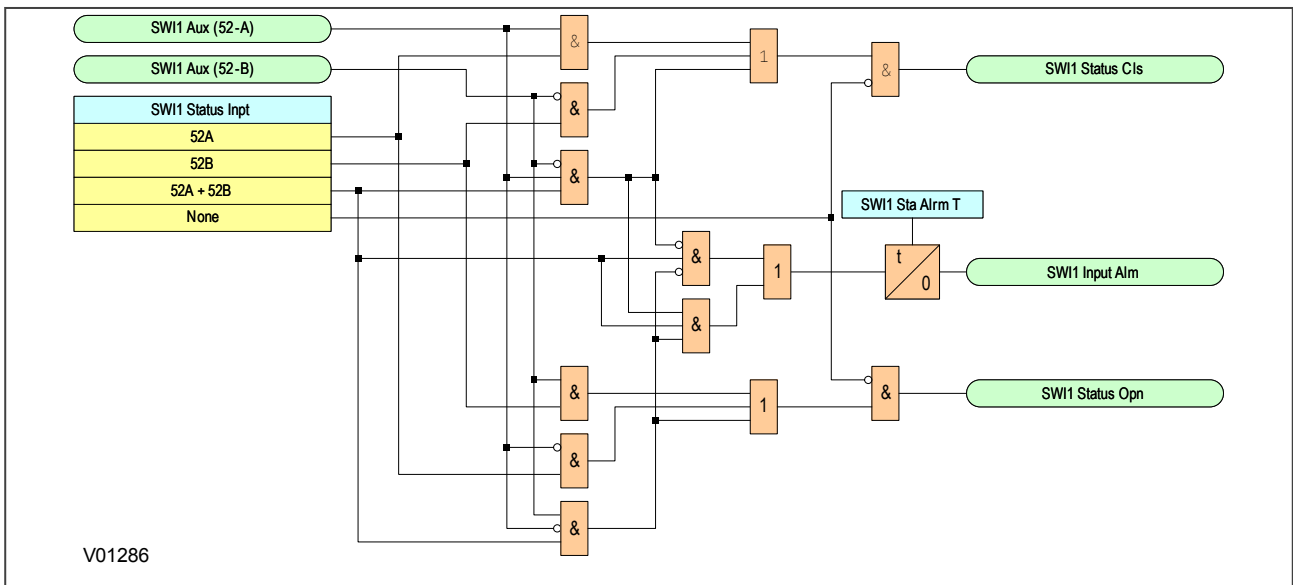 SWI1 Aux (52-A)
SWI1 Aux (52-B)
SWI1 Status Inpt
52A
52B
52A + 52B
None
&
&
&
1
&
SWI1 Status Cls
&
&
1
SWI1 Sta Alrm T
t
0
SWI1 Input Alm
&
&
&
1
&
SWI1 Status Opn
V01286